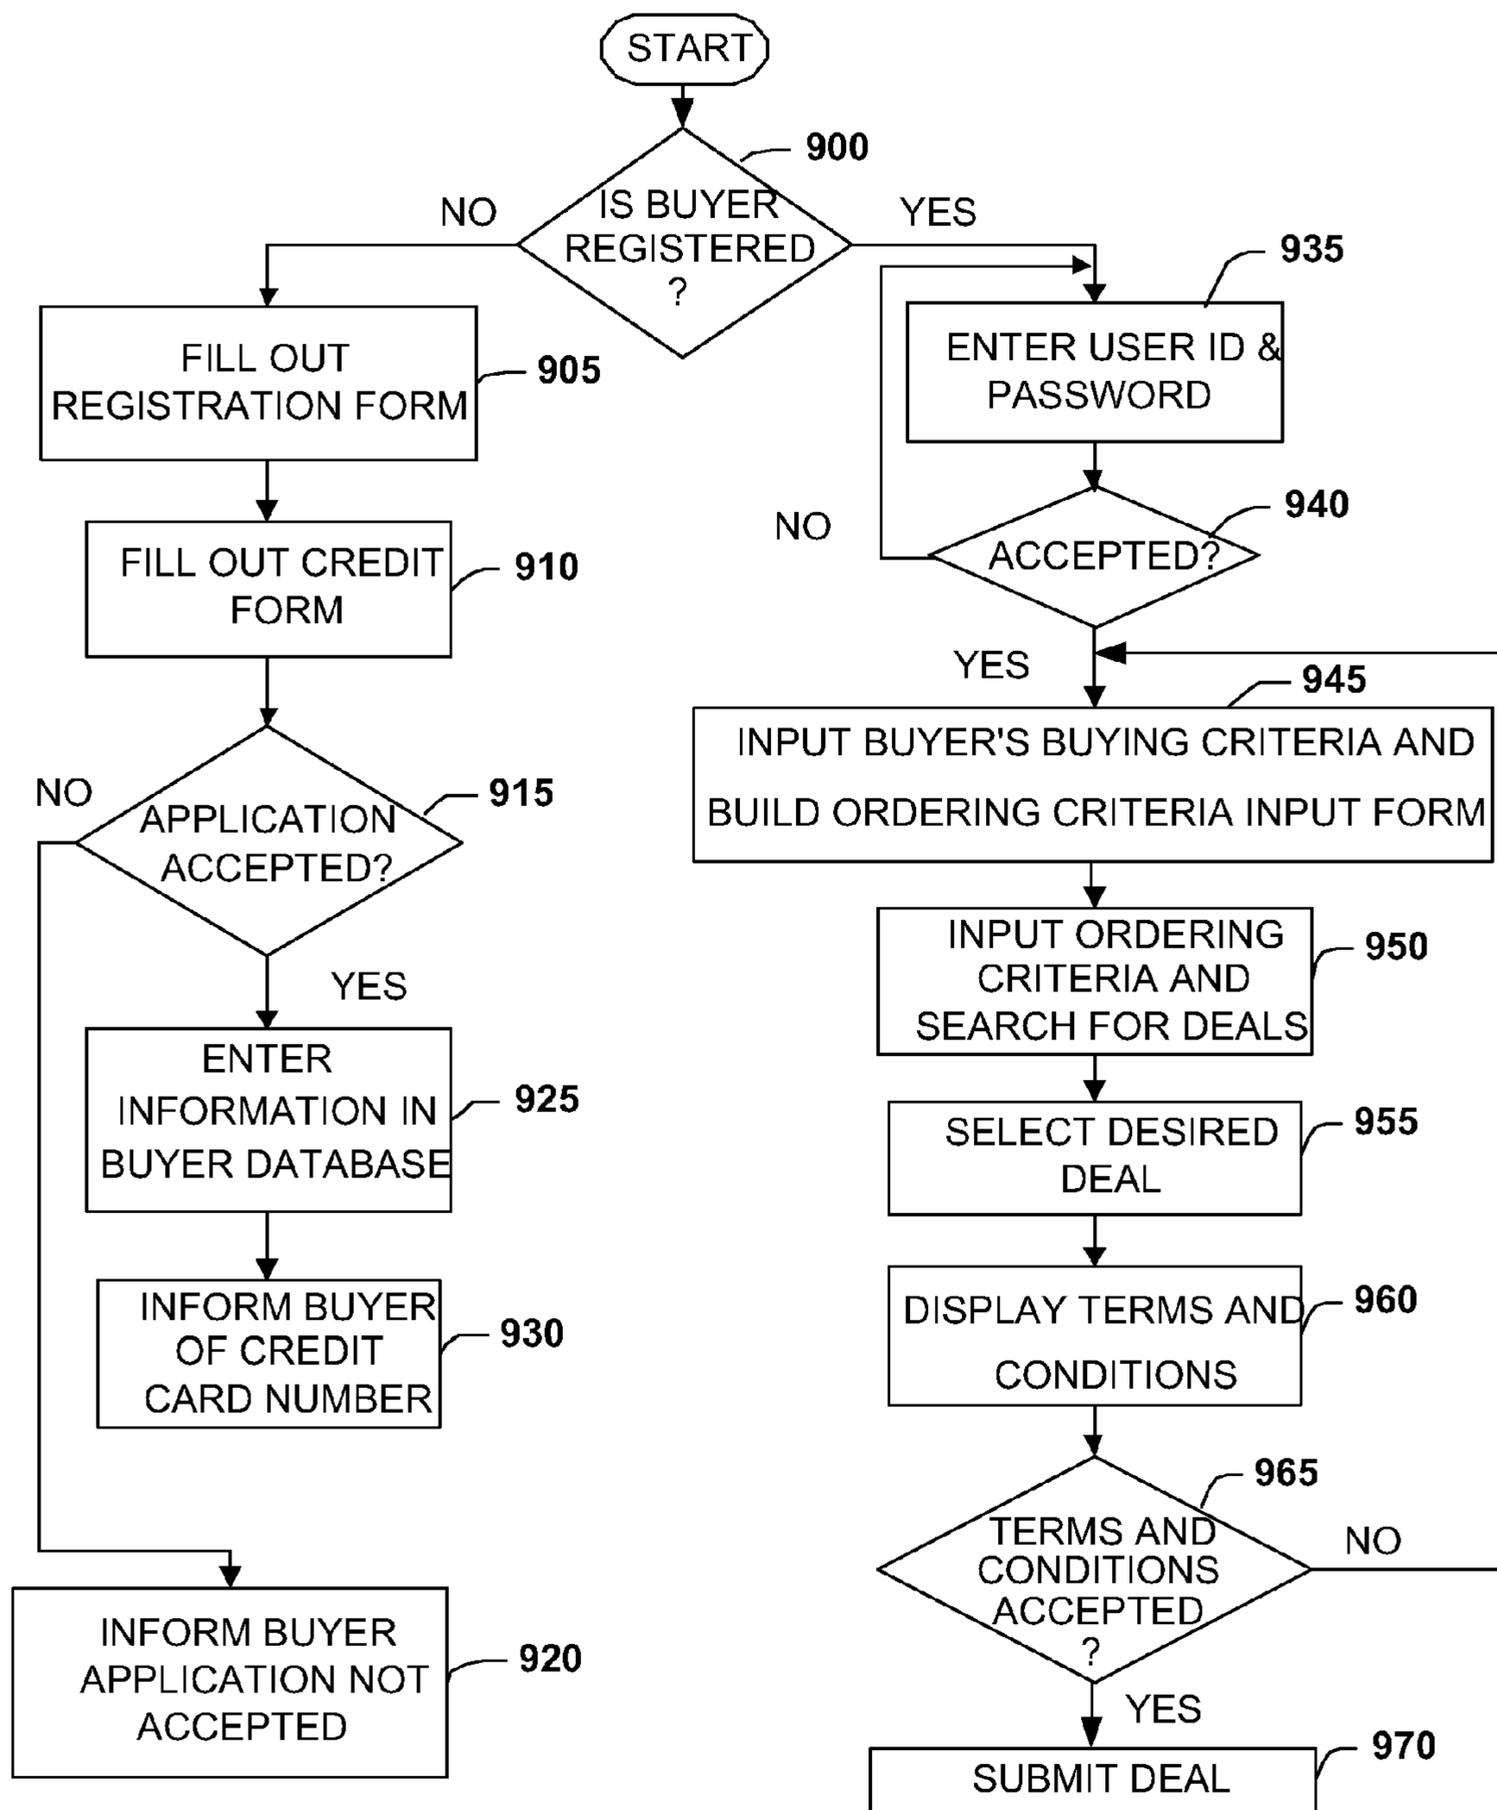 START
900
IS BUYER
REGISTERED
?
NO
YES
FILL OUT
REGISTRATION FORM
905
FILL OUT CREDIT
FORM
910
APPLICATION
ACCEPTED?
915
NO
YES
ENTER
INFORMATION IN
BUYER DATABASE
925
INFORM BUYER
OF CREDIT
CARD NUMBER
930
INFORM BUYER
APPLICATION NOT
ACCEPTED
920
935
ENTER USER ID &
PASSWORD
940
ACCEPTED?
NO
YES
945
INPUT BUYER'S BUYING CRITERIA AND
BUILD ORDERING CRITERIA INPUT FORM
INPUT ORDERING
CRITERIA AND
SEARCH FOR DEALS
950
SELECT DESIRED
DEAL
955
DISPLAY TERMS AND
CONDITIONS
960
965
TERMS AND
CONDITIONS
ACCEPTED
?
NO
YES
SUBMIT DEAL
970